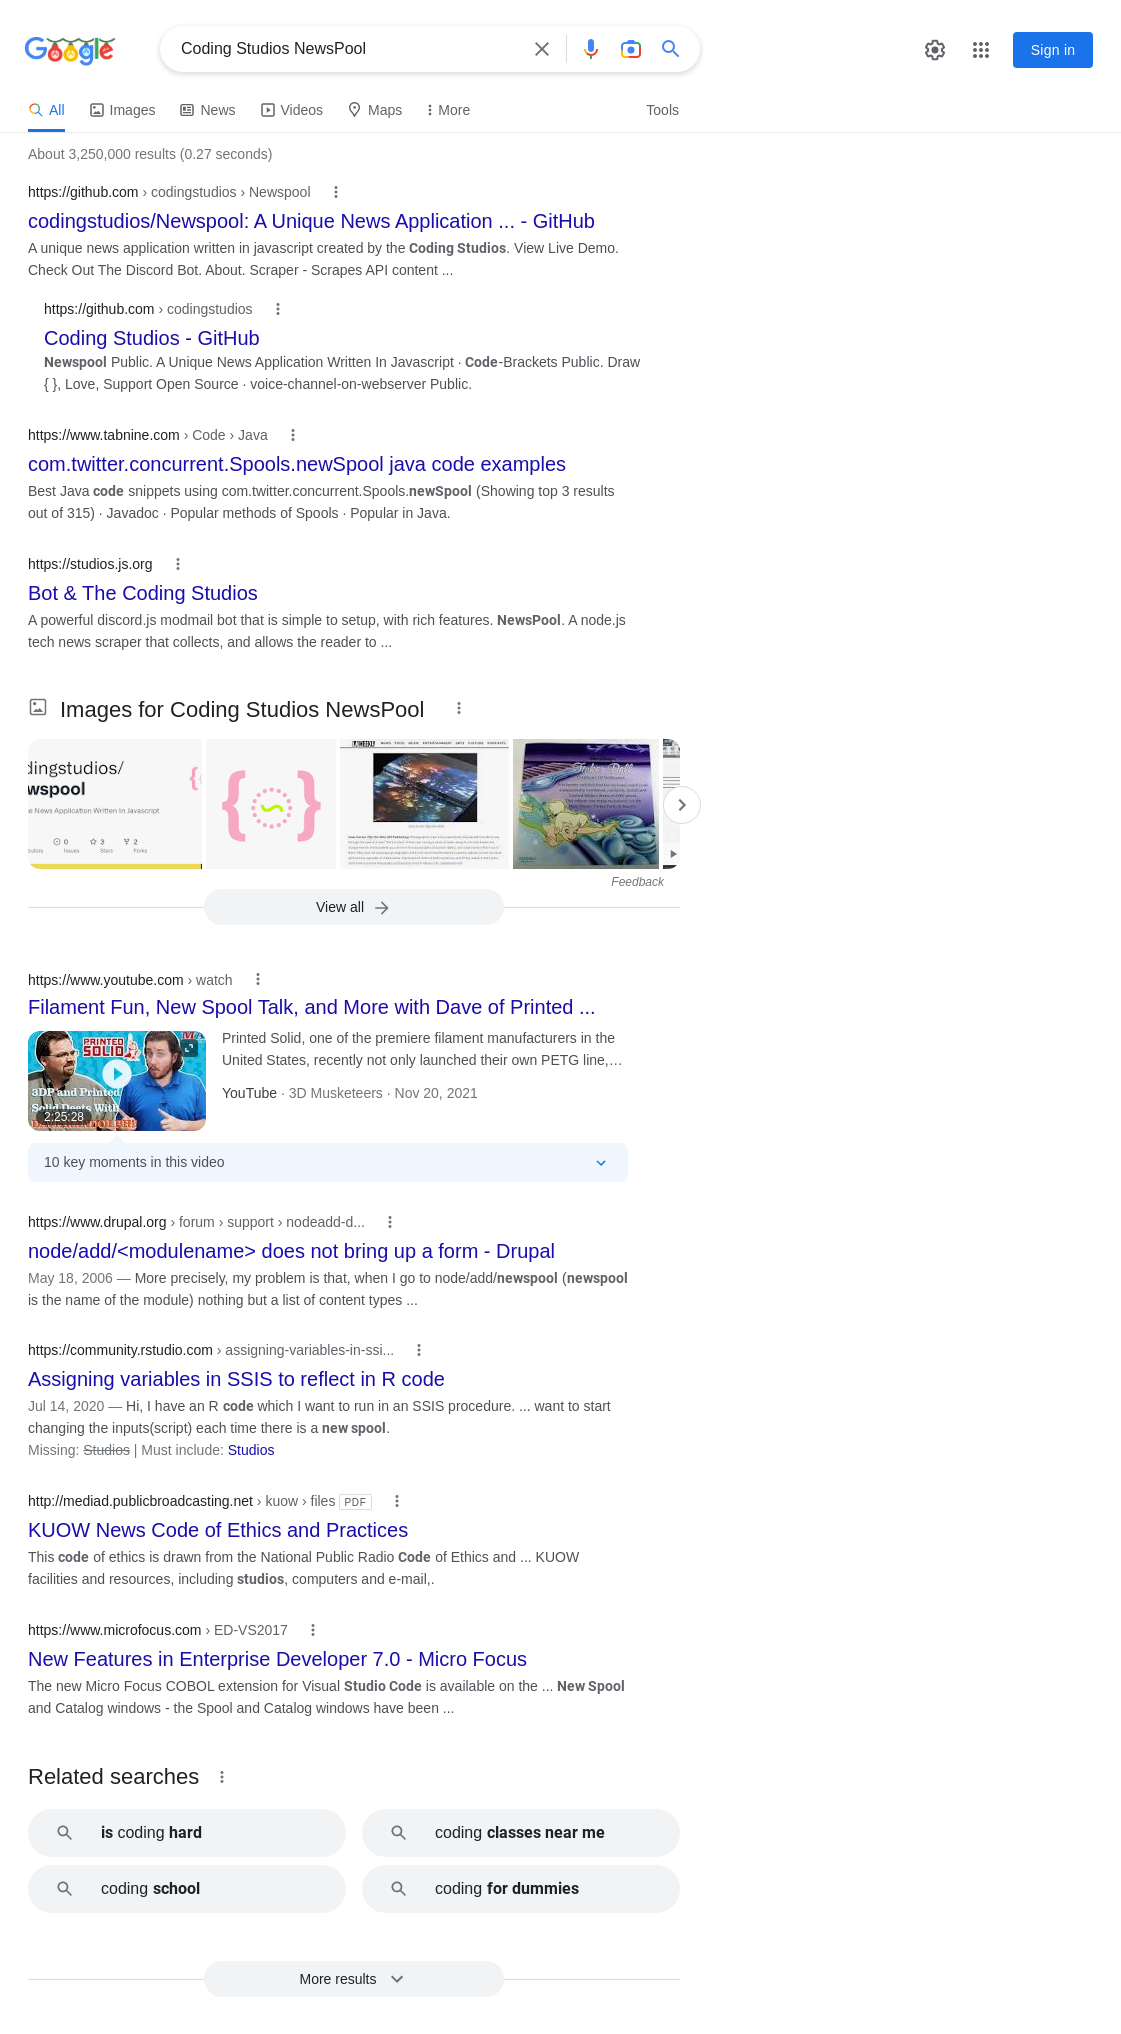 Google
Coding Studios NewsPool
Sign in
All Images News Videos Maps More Tools
About 3,250,000 results (0.27 seconds)
https://github.com › codingstudios › Newspool
codingstudios/Newspool: A Unique News Application ... - GitHub
A unique news application written in javascript created by the Coding Studios. View Live Demo.
Check Out The Discord Bot. About. Scraper - Scrapes API content ...
https://github.com › codingstudios
Coding Studios - GitHub
Newspool Public. A Unique News Application Written In Javascript · Code-Brackets Public. Draw
{ }, Love, Support Open Source · voice-channel-on-webserver Public.
https://www.tabnine.com › Code › Java
com.twitter.concurrent.Spools.newSpool java code examples
Best Java code snippets using com.twitter.concurrent.Spools.newSpool (Showing top 3 results
out of 315) · Javadoc · Popular methods of Spools · Popular in Java.
https://studios.js.org
Bot & The Coding Studios
A powerful discord.js modmail bot that is simple to setup, with rich features. NewsPool. A node.js
tech news scraper that collects, and allows the reader to ...
Images for Coding Studios NewsPool
dingstudios/
wspool
e News Application Written In Javascript
0 3 2
Issues Stars Forks
Tinker Bell
Feedback
View all
https://www.youtube.com › watch
Filament Fun, New Spool Talk, and More with Dave of Printed ...
PRINTED
SOLID
3DP and Printed
Solid Deets With
2:25:28
Printed Solid, one of the premiere filament manufacturers in the
United States, recently not only launched their own PETG line,...
YouTube · 3D Musketeers · Nov 20, 2021
10 key moments in this video
https://www.drupal.org › forum › support › nodeadd-d...
node/add/<modulename> does not bring up a form - Drupal
May 18, 2006 — More precisely, my problem is that, when I go to node/add/newspool (newspool
is the name of the module) nothing but a list of content types ...
https://community.rstudio.com › assigning-variables-in-ssi...
Assigning variables in SSIS to reflect in R code
Jul 14, 2020 — Hi, I have an R code which I want to run in an SSIS procedure. ... want to start
changing the inputs(script) each time there is a new spool.
Missing: Studios | Must include: Studios
http://mediad.publicbroadcasting.net › kuow › files PDF
KUOW News Code of Ethics and Practices
This code of ethics is drawn from the National Public Radio Code of Ethics and ... KUOW
facilities and resources, including studios, computers and e-mail,.
https://www.microfocus.com › ED-VS2017
New Features in Enterprise Developer 7.0 - Micro Focus
The new Micro Focus COBOL extension for Visual Studio Code is available on the ... New Spool
and Catalog windows - the Spool and Catalog windows have been ...
Related searches
is coding hard
coding classes near me
coding school
coding for dummies
More results